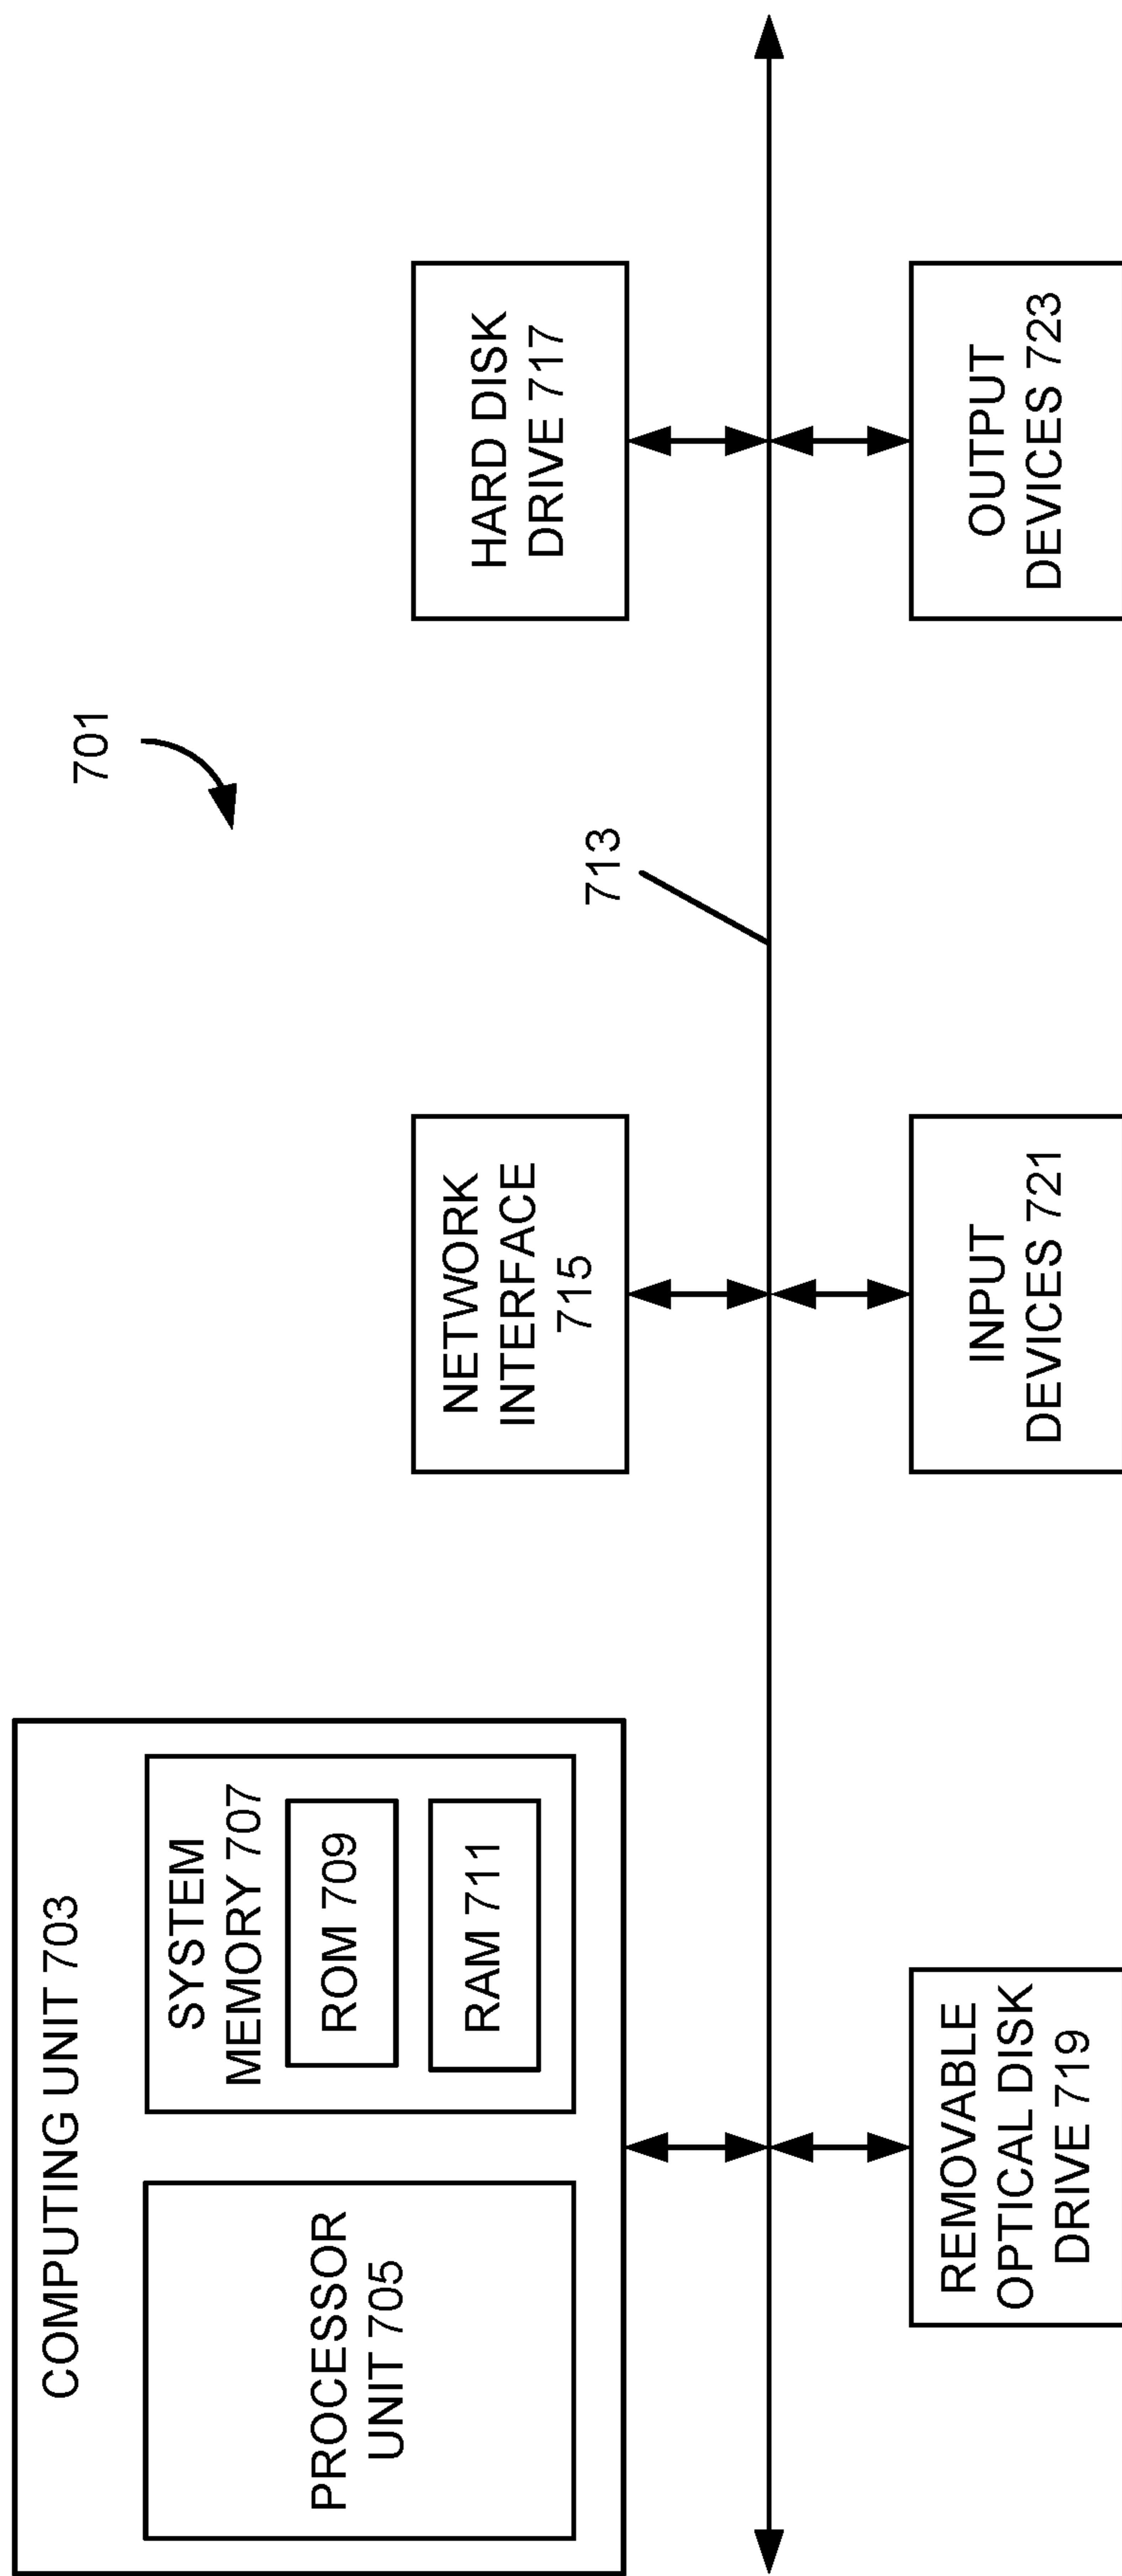 701
COMPUTING UNIT 703
PROCESSOR
UNIT 705
SYSTEM
MEMORY 707
ROM 709
RAM 711
NETWORK
INTERFACE
715
HARD DISK
DRIVE 717
713
REMOVABLE
OPTICAL DISK
DRIVE 719
INPUT
DEVICES 721
OUTPUT
DEVICES 723